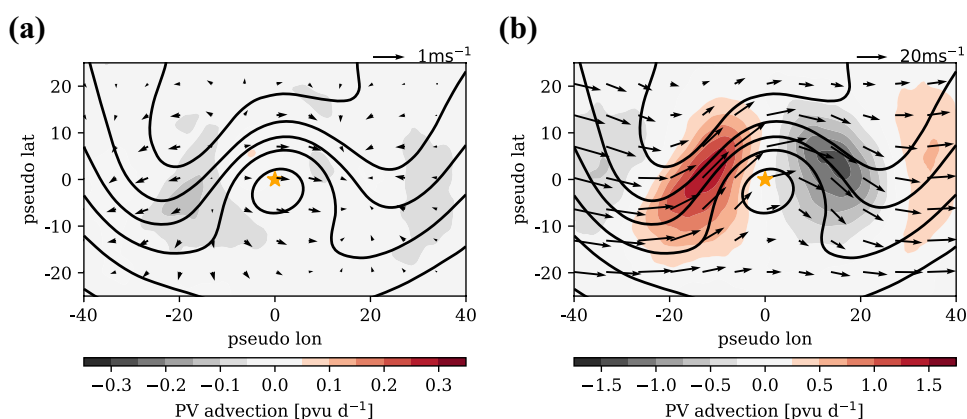 (a)
1ms⁻¹
20
10
0
-10
-20
pseudo lat
-40 -20 0 20 40
pseudo lon
−0.3 −0.2 −0.1 0.0 0.1 0.2 0.3
PV advection [pvu d⁻¹]
(b)
20ms⁻¹
20
10
0
-10
-20
pseudo lat
-40 -20 0 20 40
pseudo lon
−1.5 −1.0 −0.5 0.0 0.5 1.0 1.5
PV advection [pvu d⁻¹]